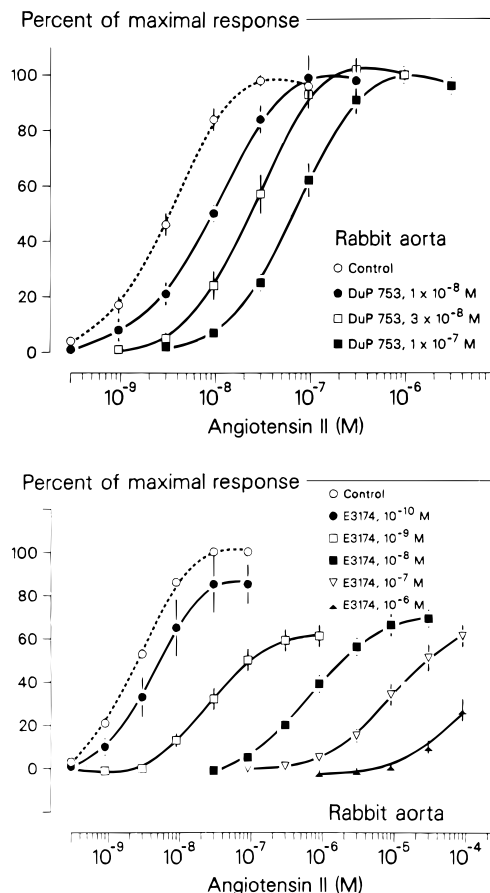 Percent of maximal response
100
80
60
40
20
0
Rabbit aorta
Control
DuP 753, 1 x 10⁻⁸ M
DuP 753, 3 x 10⁻⁸ M
DuP 753, 1 x 10⁻⁷ M
10⁻⁹ 10⁻⁸ 10⁻⁷ 10⁻⁶
Angiotensin II (M)
Percent of maximal response
Control
E3174, 10⁻¹⁰ M
E3174, 10⁻⁹ M
E3174, 10⁻⁸ M
E3174, 10⁻⁷ M
E3174, 10⁻⁶ M
100
80
60
40
20
0
Rabbit aorta
10⁻⁹ 10⁻⁸ 10⁻⁷ 10⁻⁶ 10⁻⁵ 10⁻⁴
Angiotensin II (M)